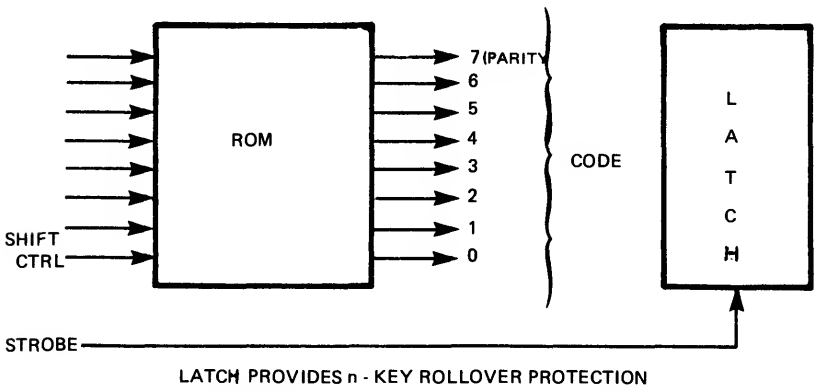 7 (PARITY
6
5
4
3
2
1
0
ROM
SHIFT
CTRL
CODE
L
A
T
C
H
STROBE
LATCH PROVIDES n - KEY ROLLOVER PROTECTION